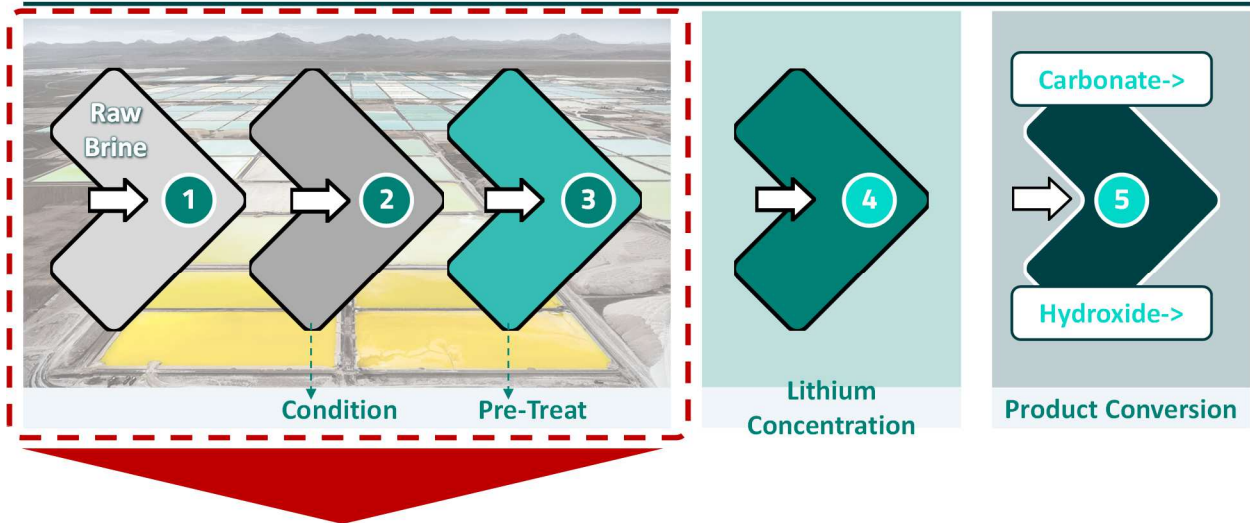 Raw
Brine
1
2
3
4
5
Carbonate->
Hydroxide->
Condition
Pre-Treat
Lithium
Concentration
Product Conversion